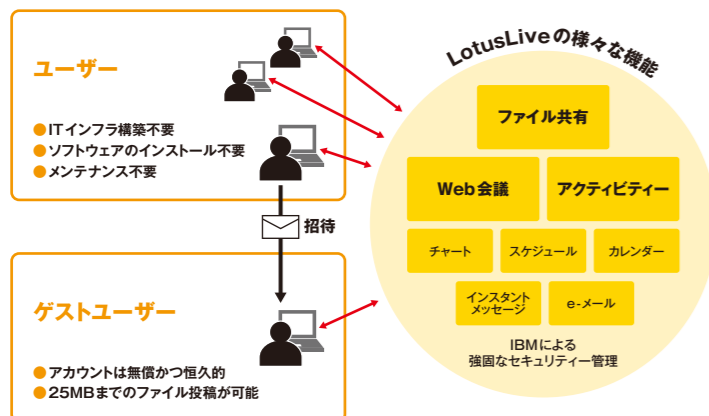 ユーザー
●ITインフラ構築不要
●ソフトウェアのインストール不要
●メンテナンス不要
招待
ゲストユーザー
●アカウントは無償かつ恒久的
●25MBまでのファイル投稿が可能
LotusLiveの様々な機能
ファイル共有
Web会議
アクティビティー
チャート
スケジュール
カレンダー
インスタント
メッセージ
e-メール
IBMによる
強固なセキュリティー管理